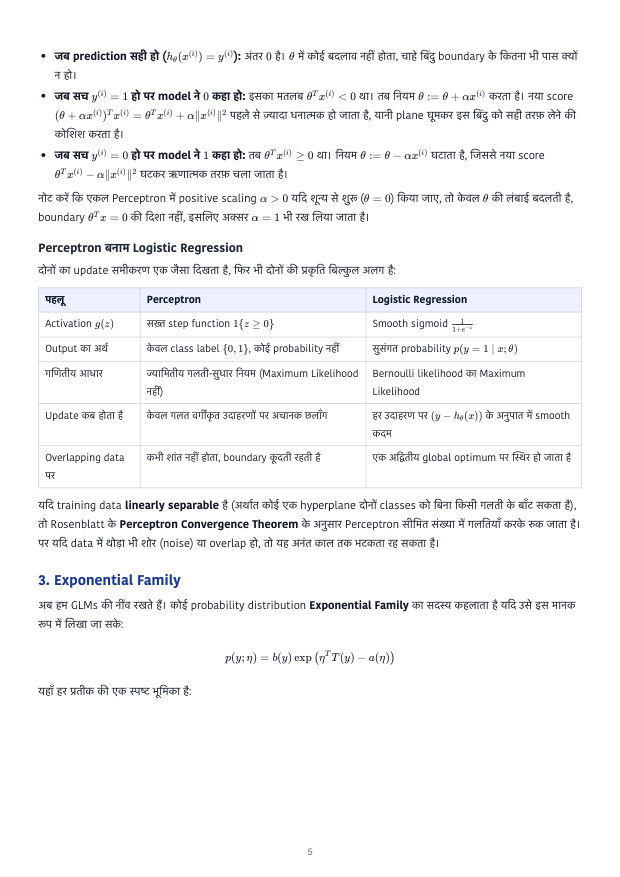 • जब prediction सही हो (h_θ(x^(i)) = y^(i)): अंतर 0 है। θ में कोई बदलाव नहीं होता, चाहे बिंदु boundary के कितना भी पास क्यों
न हो।
• जब सच y^(i) = 1 हो पर model ने 0 कहा हो: इसका मतलब θ^T x^(i) < 0 था। तब नियम θ := θ + αx^(i) करता है। नया score
(θ + αx^(i))^T x^(i) = θ^T x^(i) + α‖x^(i)‖² पहले से ज़्यादा धनात्मक हो जाता है, यानी plane घूमकर इस बिंदु को सही तरफ़ लेने की
कोशिश करता है।
• जब सच y^(i) = 0 हो पर model ने 1 कहा हो: तब θ^T x^(i) ≥ 0 था। नियम θ := θ − αx^(i) घटाता है, जिससे नया score
θ^T x^(i) − α‖x^(i)‖² घटकर ऋणात्मक तरफ़ चला जाता है।
नोट करें कि एकल Perceptron में positive scaling α > 0 यदि शून्य से शुरू (θ = 0) किया जाए, तो केवल θ की लंबाई बदलती है,
boundary θ^T x = 0 की दिशा नहीं, इसलिए अक्सर α = 1 भी रख लिया जाता है।
Perceptron बनाम Logistic Regression
दोनों का update समीकरण एक जैसा दिखता है, फिर भी दोनों की प्रकृति बिल्कुल अलग है:
पहलू Perceptron Logistic Regression
Activation g(z) सख़्त step function 1{z ≥ 0} Smooth sigmoid 1/(1+e^−z)
Output का अर्थ केवल class label {0, 1}, कोई probability नहीं सुसंगत probability p(y = 1 | x; θ)
गणितीय आधार ज्यामितीय गलती-सुधार नियम (Maximum Likelihood नहीं) Bernoulli likelihood का Maximum Likelihood
Update कब होता है केवल गलत वर्गीकृत उदाहरणों पर अचानक छलाँग हर उदाहरण पर (y − h_θ(x)) के अनुपात में smooth कदम
Overlapping data पर कभी शांत नहीं होता, boundary कूदती रहती है एक अद्वितीय global optimum पर स्थिर हो जाता है
यदि training data linearly separable है (अर्थात कोई एक hyperplane दोनों classes को बिना किसी गलती के बाँट सकता है),
तो Rosenblatt के Perceptron Convergence Theorem के अनुसार Perceptron सीमित संख्या में गलतियाँ करके रुक जाता है।
पर यदि data में थोड़ा भी शोर (noise) या overlap हो, तो यह अनंत काल तक भटकता रह सकता है।
3. Exponential Family
अब हम GLMs की नींव रखते हैं। कोई probability distribution Exponential Family का सदस्य कहलाता है यदि उसे इस मानक
रूप में लिखा जा सके:
p(y; η) = b(y) exp (η^T T(y) − a(η))
यहाँ हर प्रतीक की एक स्पष्ट भूमिका है:
5